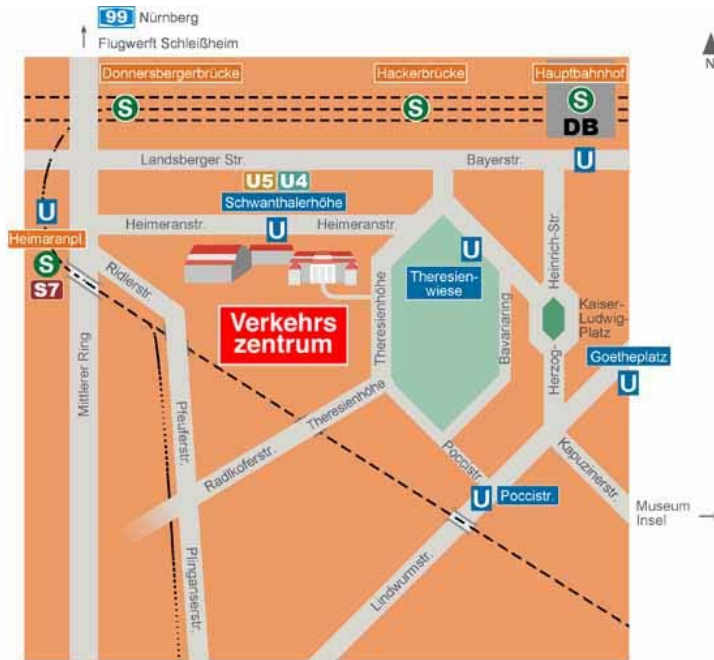 99 Nürnberg
Flugwerft Schleißheim
N
Donnersbergerbrücke
Hackerbrücke
Hauptbahnhof
S
S
S
DB
Landsberger Str.
Bayerstr.
U
U5 U4
Schwanthalerhöhe
U
Heimeranstr.
U
Heimeranstr.
Heimaranpl.
S
S7
Ridlerstr.
U
Theresien-
wiese
Heinrich-Str.
Kaiser-
Ludwig-
Platz
Verkehrs
zentrum
Theresienhöhe
Bavariaring
Herzog-
Goetheplatz
U
Mittlerer Ring
Pfeuferstr.
Theresienhöhe
Radlkoferstr.
Poccistr.
Kapuzinerstr.
U
Poccistr.
Museum
Insel
Plinganserstr.
Lindwurmstr.